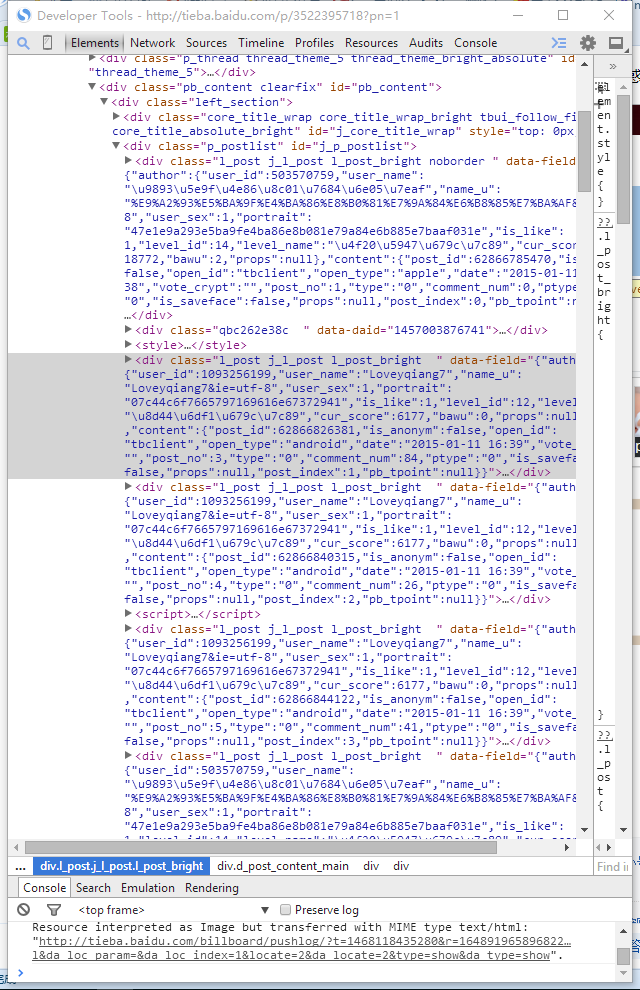 Developer Tools - http://tieba.baidu.com/p/3522395718?pn=1
Elements Network Sources Timeline Profiles Resources Audits Console
<div class="p_thread thread_theme_5 thread_theme_bright_absolute" id=
"thread_theme_5">…</div>
<div class="pb_content clearfix" id="pb_content">
<div class="left_section">
<div class="core_title_wrap core_title_wrap_bright tbui_follow_fi
core_title_absolute_bright" id="j_core_title_wrap" style="top: 0px
<div class="p_postlist" id="j_p_postlist">
<div class="l_post j_l_post l_post_bright noborder " data-field=
{"author":{"user_id":503570759,"user_name":
"\u9893\u5e9f\u4e86\u8c01\u7684\u6e05\u7eaf","name_u":
"%E9%A2%93%E5%BA%9F%E4%BA%86%E8%B0%81%E7%9A%84%E6%B8%85%E7%BA%AF&
8","user_sex":1,"portrait":
"47e1e9a293e5ba9fe4ba86e8b081e79a84e6b885e7baaf031e","is_like":
1,"level_id":14,"level_name":"\u4f20\u5947\u679c\u7c89","cur_scor
18772,"bawu":2,"props":null},"content":{"post_id":62866785470,"is
false,"open_id":"tbclient","open_type":"apple","date":"2015-01-11
38","vote_crypt":"","post_no":1,"type":"0","comment_num":0,"ptype
"0","is_saveface":false,"props":null,"post_index":0,"pb_tpoint":n
…</div>
<div class="qbc262e38c  " data-daid="1457003876741">…</div>
<style>…</style>
<div class="l_post j_l_post l_post_bright  " data-field="{"auth
{"user_id":1093256199,"user_name":"Loveyqiang7","name_u":
"Loveyqiang7&ie=utf-8","user_sex":1,"portrait":
"07c44c6f7665797169616e67372941","is_like":1,"level_id":12,"level
"\u8d44\u6df1\u679c\u7c89","cur_score":6177,"bawu":0,"props":null
,"content":{"post_id":62866826381,"is_anonym":false,"open_id":
"tbclient","open_type":"android","date":"2015-01-11 16:39","vote_
"","post_no":3,"type":"0","comment_num":84,"ptype":"0","is_savefa
false,"props":null,"post_index":1,"pb_tpoint":null}}">…</div>
<div class="l_post j_l_post l_post_bright  " data-field="{"auth
{"user_id":1093256199,"user_name":"Loveyqiang7","name_u":
"Loveyqiang7&ie=utf-8","user_sex":1,"portrait":
"07c44c6f7665797169616e67372941","is_like":1,"level_id":12,"level
"\u8d44\u6df1\u679c\u7c89","cur_score":6177,"bawu":0,"props":null
,"content":{"post_id":62866840315,"is_anonym":false,"open_id":
"tbclient","open_type":"android","date":"2015-01-11 16:39","vote_
"","post_no":4,"type":"0","comment_num":26,"ptype":"0","is_savefa
false,"props":null,"post_index":2,"pb_tpoint":null}}">…</div>
<script>…</script>
<div class="l_post j_l_post l_post_bright  " data-field="{"auth
{"user_id":1093256199,"user_name":"Loveyqiang7","name_u":
"Loveyqiang7&ie=utf-8","user_sex":1,"portrait":
"07c44c6f7665797169616e67372941","is_like":1,"level_id":12,"level
"\u8d44\u6df1\u679c\u7c89","cur_score":6177,"bawu":0,"props":null
,"content":{"post_id":62866844122,"is_anonym":false,"open_id":
"tbclient","open_type":"android","date":"2015-01-11 16:39","vote_
"","post_no":5,"type":"0","comment_num":41,"ptype":"0","is_savefa
false,"props":null,"post_index":3,"pb_tpoint":null}}">…</div>
<div class="l_post j_l_post l_post_bright  " data-field="{"auth
{"user_id":503570759,"user_name":
"\u9893\u5e9f\u4e86\u8c01\u7684\u6e05\u7eaf","name_u":
"%E9%A2%93%E5%BA%9F%E4%BA%86%E8%B0%81%E7%9A%84%E6%B8%85%E7%BA%AF&
8","user_sex":1,"portrait":
"47e1e9a293e5ba9fe4ba86e8b081e79a84e6b885e7baaf031e","is_like":
... div.l_post.j_l_post.l_post_bright div.d_post_content_main div div
Find in
Console Search Emulation Rendering
<top frame> Preserve log
Resource interpreted as Image but transferred with MIME type text/html:
"http://tieba.baidu.com/billboard/pushlog/?t=1468118435280&r=164891965896822…
l&da_loc_param=&da_loc_index=1&locate=2&da_locate=2&type=show&da_type=show".